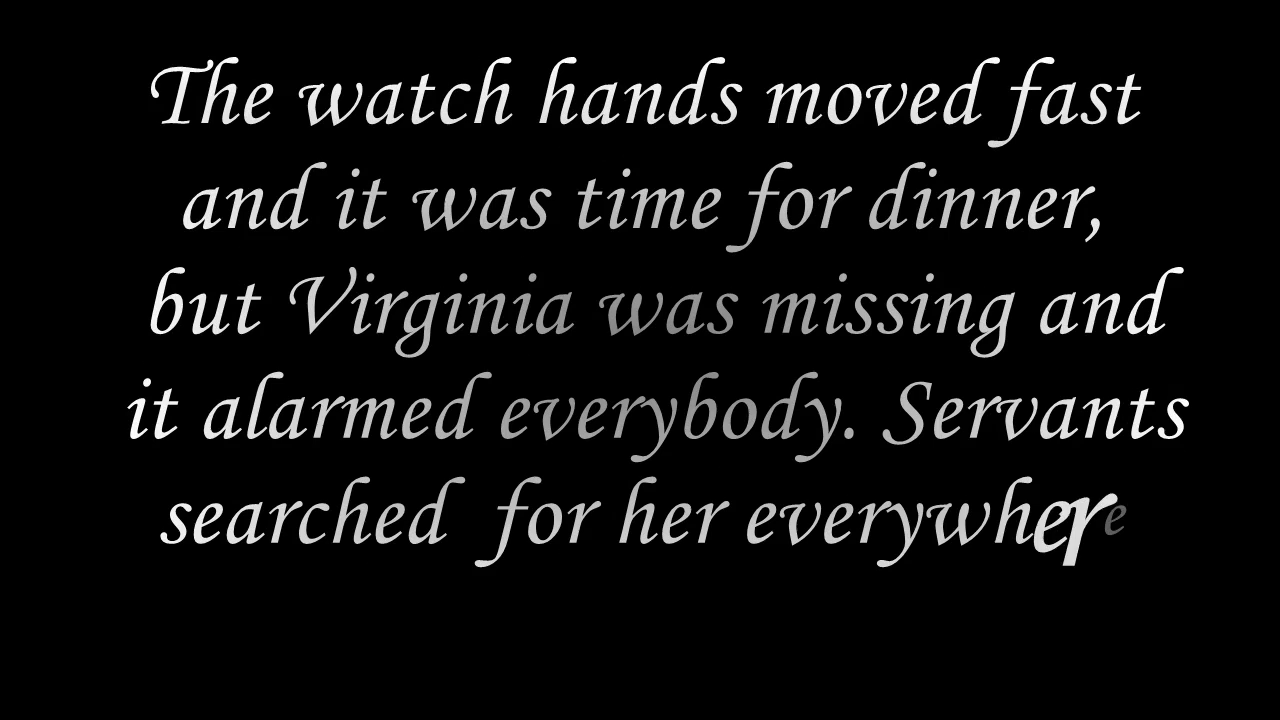 The watch hands moved fast
and it was time for dinner,
but Virginia was missing and
it alarmed everybody. Servants
searched for her everywhere